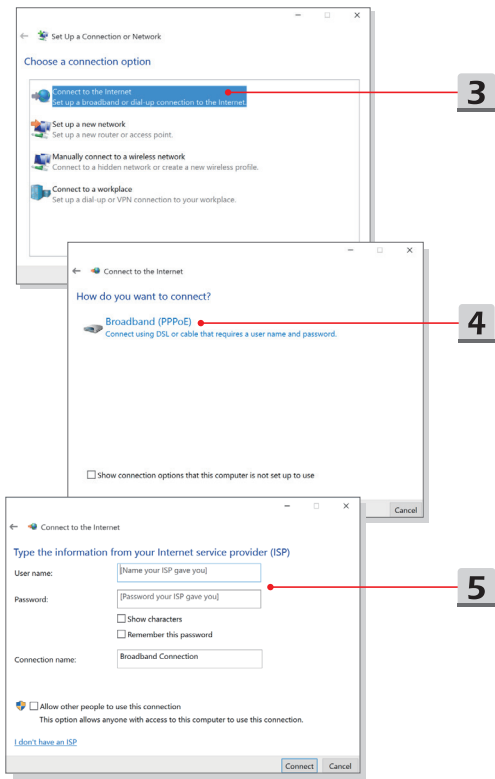 Set Up a Connection or Network
Choose a connection option
Connect to the Internet
Set up a broadband or dial-up connection to the Internet.
3
Set up a new network
Set up a new router or access point.
Manually connect to a wireless network
Connect to a hidden network or create a new wireless profile.
Connect to a workplace
Set up a dial-up or VPN connection to your workplace.
Connect to the Internet
How do you want to connect?
Broadband (PPPoE)
4
Connect using DSL or cable that requires a user name and password.
Show connection options that this computer is not set up to use
Cancel
Connect to the Internet
Type the information from your Internet service provider (ISP)
User name: [Name your ISP gave you]
5
Password: [Password your ISP gave you]
Show characters
Remember this password
Connection name: Broadband Connection
Allow other people to use this connection
This option allows anyone with access to this computer to use this connection.
I don't have an ISP
Connect Cancel